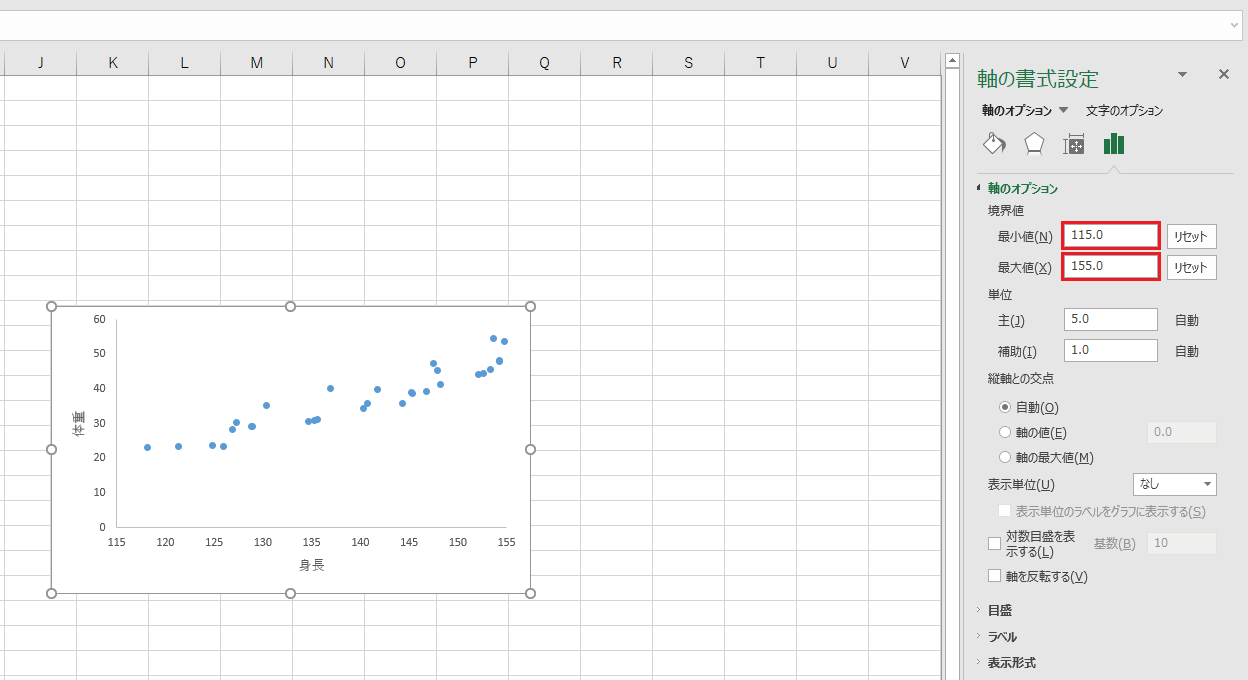 J K L M N O P Q R S T U V
軸の書式設定
軸のオプション 文字のオプション
軸のオプション
境界値
最小値(N) 115.0 リセット
最大値(X) 155.0 リセット
単位
主(J) 5.0 自動
補助(I) 1.0 自動
縦軸との交点
自動(O)
軸の値(E) 0.0
軸の最大値(M)
表示単位(U) なし
表示単位のラベルをグラフに表示する(S)
対数目盛を表
示する(L) 基数(B) 10
軸を反転する(V)
目盛
ラベル
表示形式
60
50
40
30
20
10
0
体重
115 120 125 130 135 140 145 150 155
身長